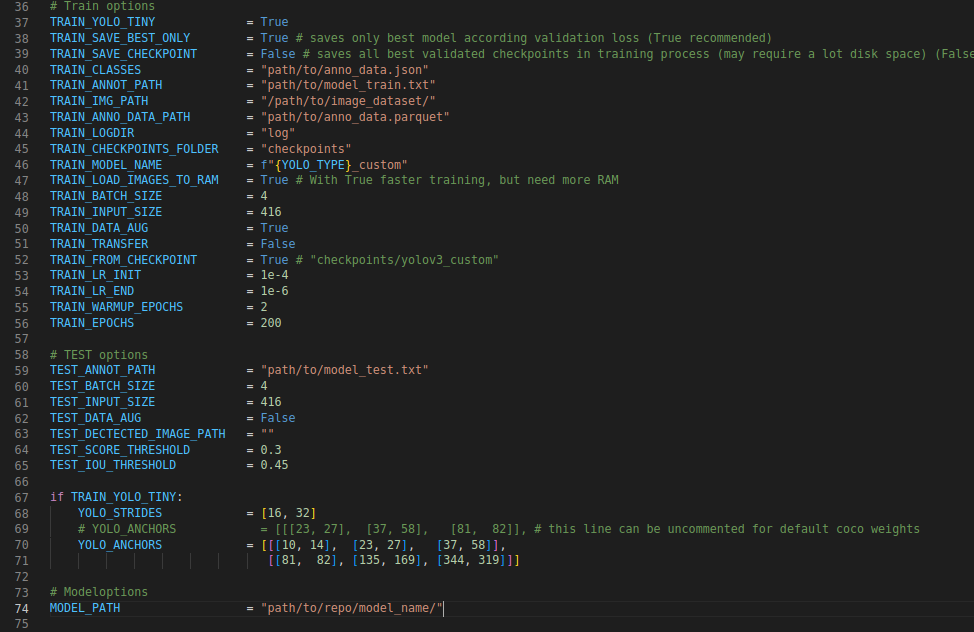 36 # Train options
37 TRAIN_YOLO_TINY = True
38 TRAIN_SAVE_BEST_ONLY = True # saves only best model according validation loss (True recommended)
39 TRAIN_SAVE_CHECKPOINT = False # saves all best validated checkpoints in training process (may require a lot disk space) (False
40 TRAIN_CLASSES = "path/to/anno_data.json"
41 TRAIN_ANNOT_PATH = "path/to/model_train.txt"
42 TRAIN_IMG_PATH = "/path/to/image_dataset/"
43 TRAIN_ANNO_DATA_PATH = "path/to/anno_data.parquet"
44 TRAIN_LOGDIR = "log"
45 TRAIN_CHECKPOINTS_FOLDER = "checkpoints"
46 TRAIN_MODEL_NAME = f"{YOLO_TYPE}_custom"
47 TRAIN_LOAD_IMAGES_TO_RAM = True # With True faster training, but need more RAM
48 TRAIN_BATCH_SIZE = 4
49 TRAIN_INPUT_SIZE = 416
50 TRAIN_DATA_AUG = True
51 TRAIN_TRANSFER = False
52 TRAIN_FROM_CHECKPOINT = True # "checkpoints/yolov3_custom"
53 TRAIN_LR_INIT = 1e-4
54 TRAIN_LR_END = 1e-6
55 TRAIN_WARMUP_EPOCHS = 2
56 TRAIN_EPOCHS = 200
57
58 # TEST options
59 TEST_ANNOT_PATH = "path/to/model_test.txt"
60 TEST_BATCH_SIZE = 4
61 TEST_INPUT_SIZE = 416
62 TEST_DATA_AUG = False
63 TEST_DECTECTED_IMAGE_PATH = ""
64 TEST_SCORE_THRESHOLD = 0.3
65 TEST_IOU_THRESHOLD = 0.45
66
67 if TRAIN_YOLO_TINY:
68 YOLO_STRIDES = [16, 32]
69 # YOLO_ANCHORS = [[[23, 27], [37, 58], [81, 82]], # this line can be uncommented for default coco weights
70 YOLO_ANCHORS = [[[10, 14], [23, 27], [37, 58]],
71 [[81, 82], [135, 169], [344, 319]]]
72
73 # Modeloptions
74 MODEL_PATH = "path/to/repo/model_name/"
75